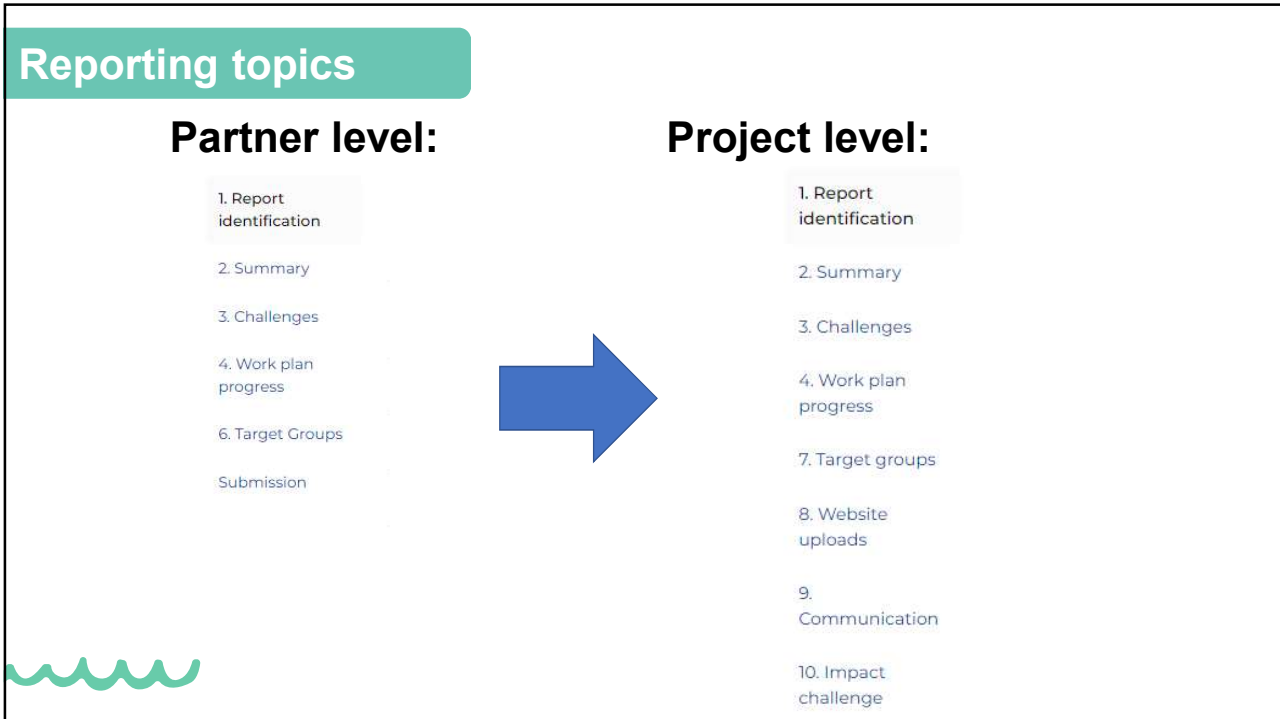 Reporting topics
Partner level:
1. Report
identification
2. Summary
3. Challenges
4. Work plan
progress
6. Target Groups
Submission
Project level:
1. Report
identification
2. Summary
3. Challenges
4. Work plan
progress
7. Target groups
8. Website
uploads
9.
Communication
10. Impact
challenge